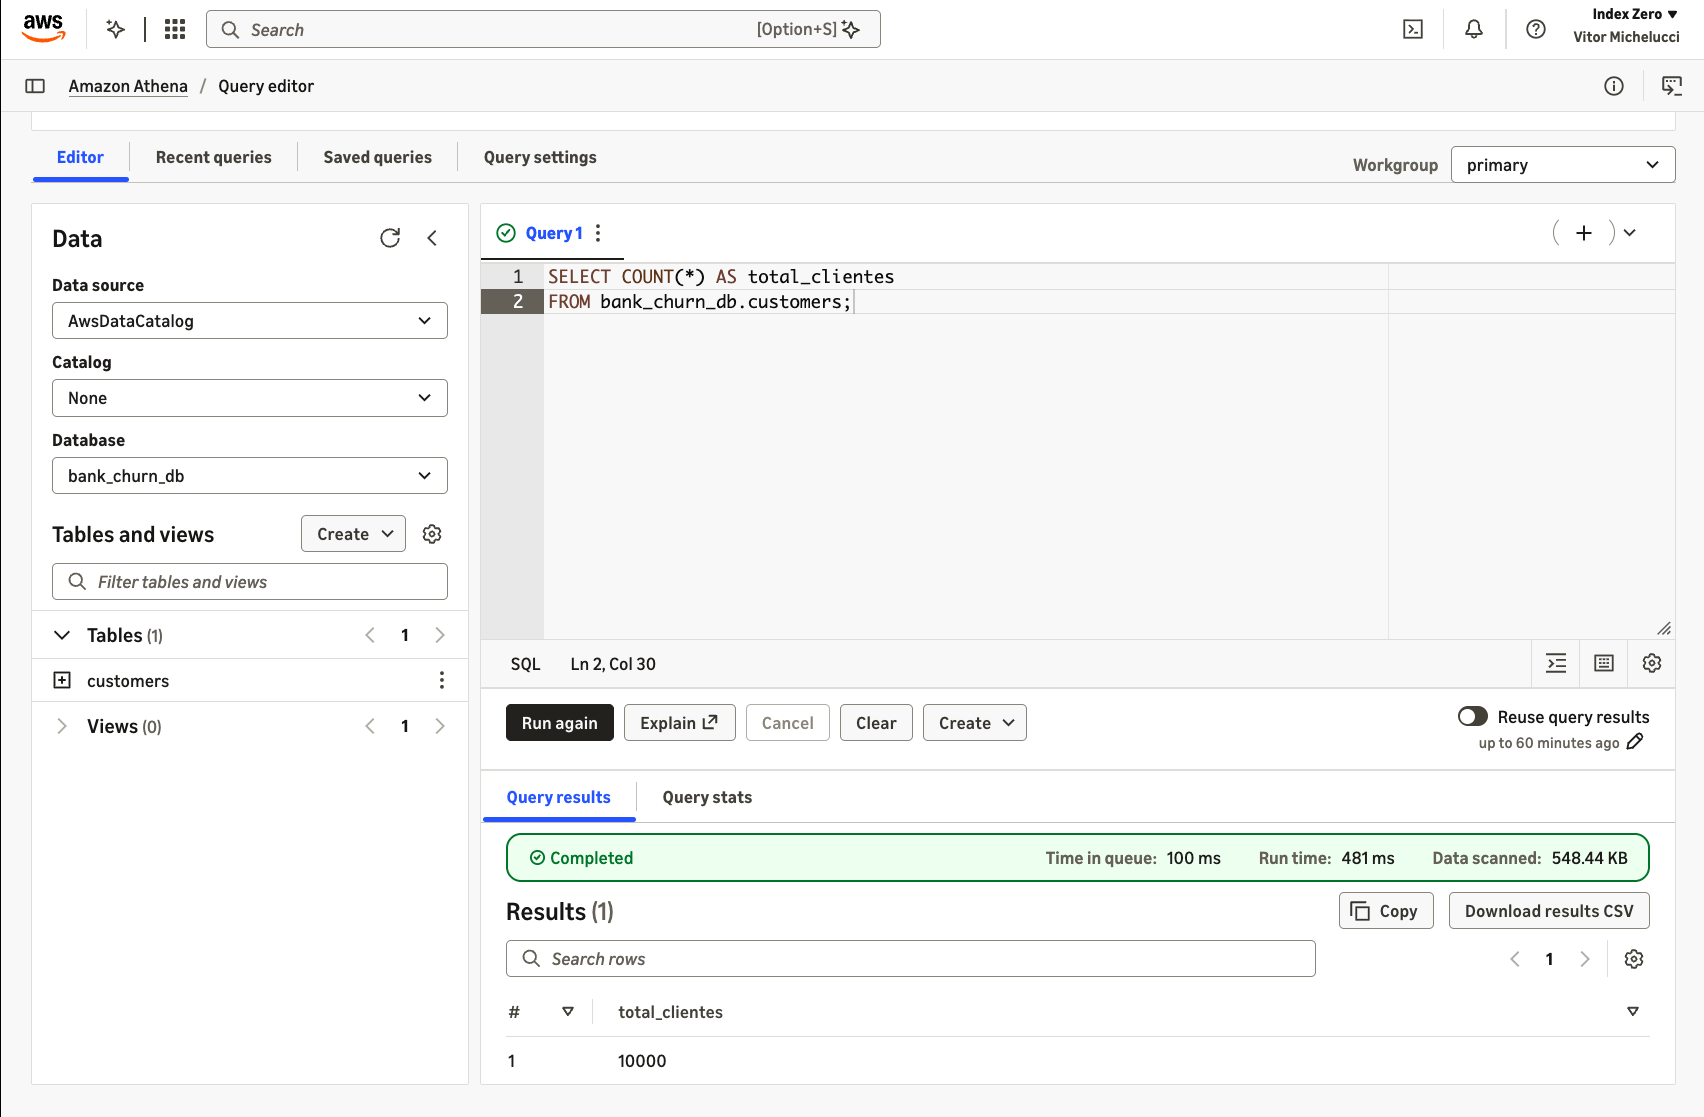 aws
Search [Option+S]
Index Zero ▼
Vitor Michelucci
Amazon Athena / Query editor
Editor
Recent queries
Saved queries
Query settings
Workgroup
primary
Data
Data source
AwsDataCatalog
Catalog
None
Database
bank_churn_db
Tables and views
Create
Filter tables and views
Tables (1)
1
customers
Views (0)
1
Query 1
1 SELECT COUNT(*) AS total_clientes
2 FROM bank_churn_db.customers;
SQL Ln 2, Col 30
Run again
Explain
Cancel
Clear
Create
Reuse query results
up to 60 minutes ago
Query results
Query stats
Completed
Time in queue: 100 ms
Run time: 481 ms
Data scanned: 548.44 KB
Results (1)
Copy
Download results CSV
Search rows
1
# total_clientes
1 10000